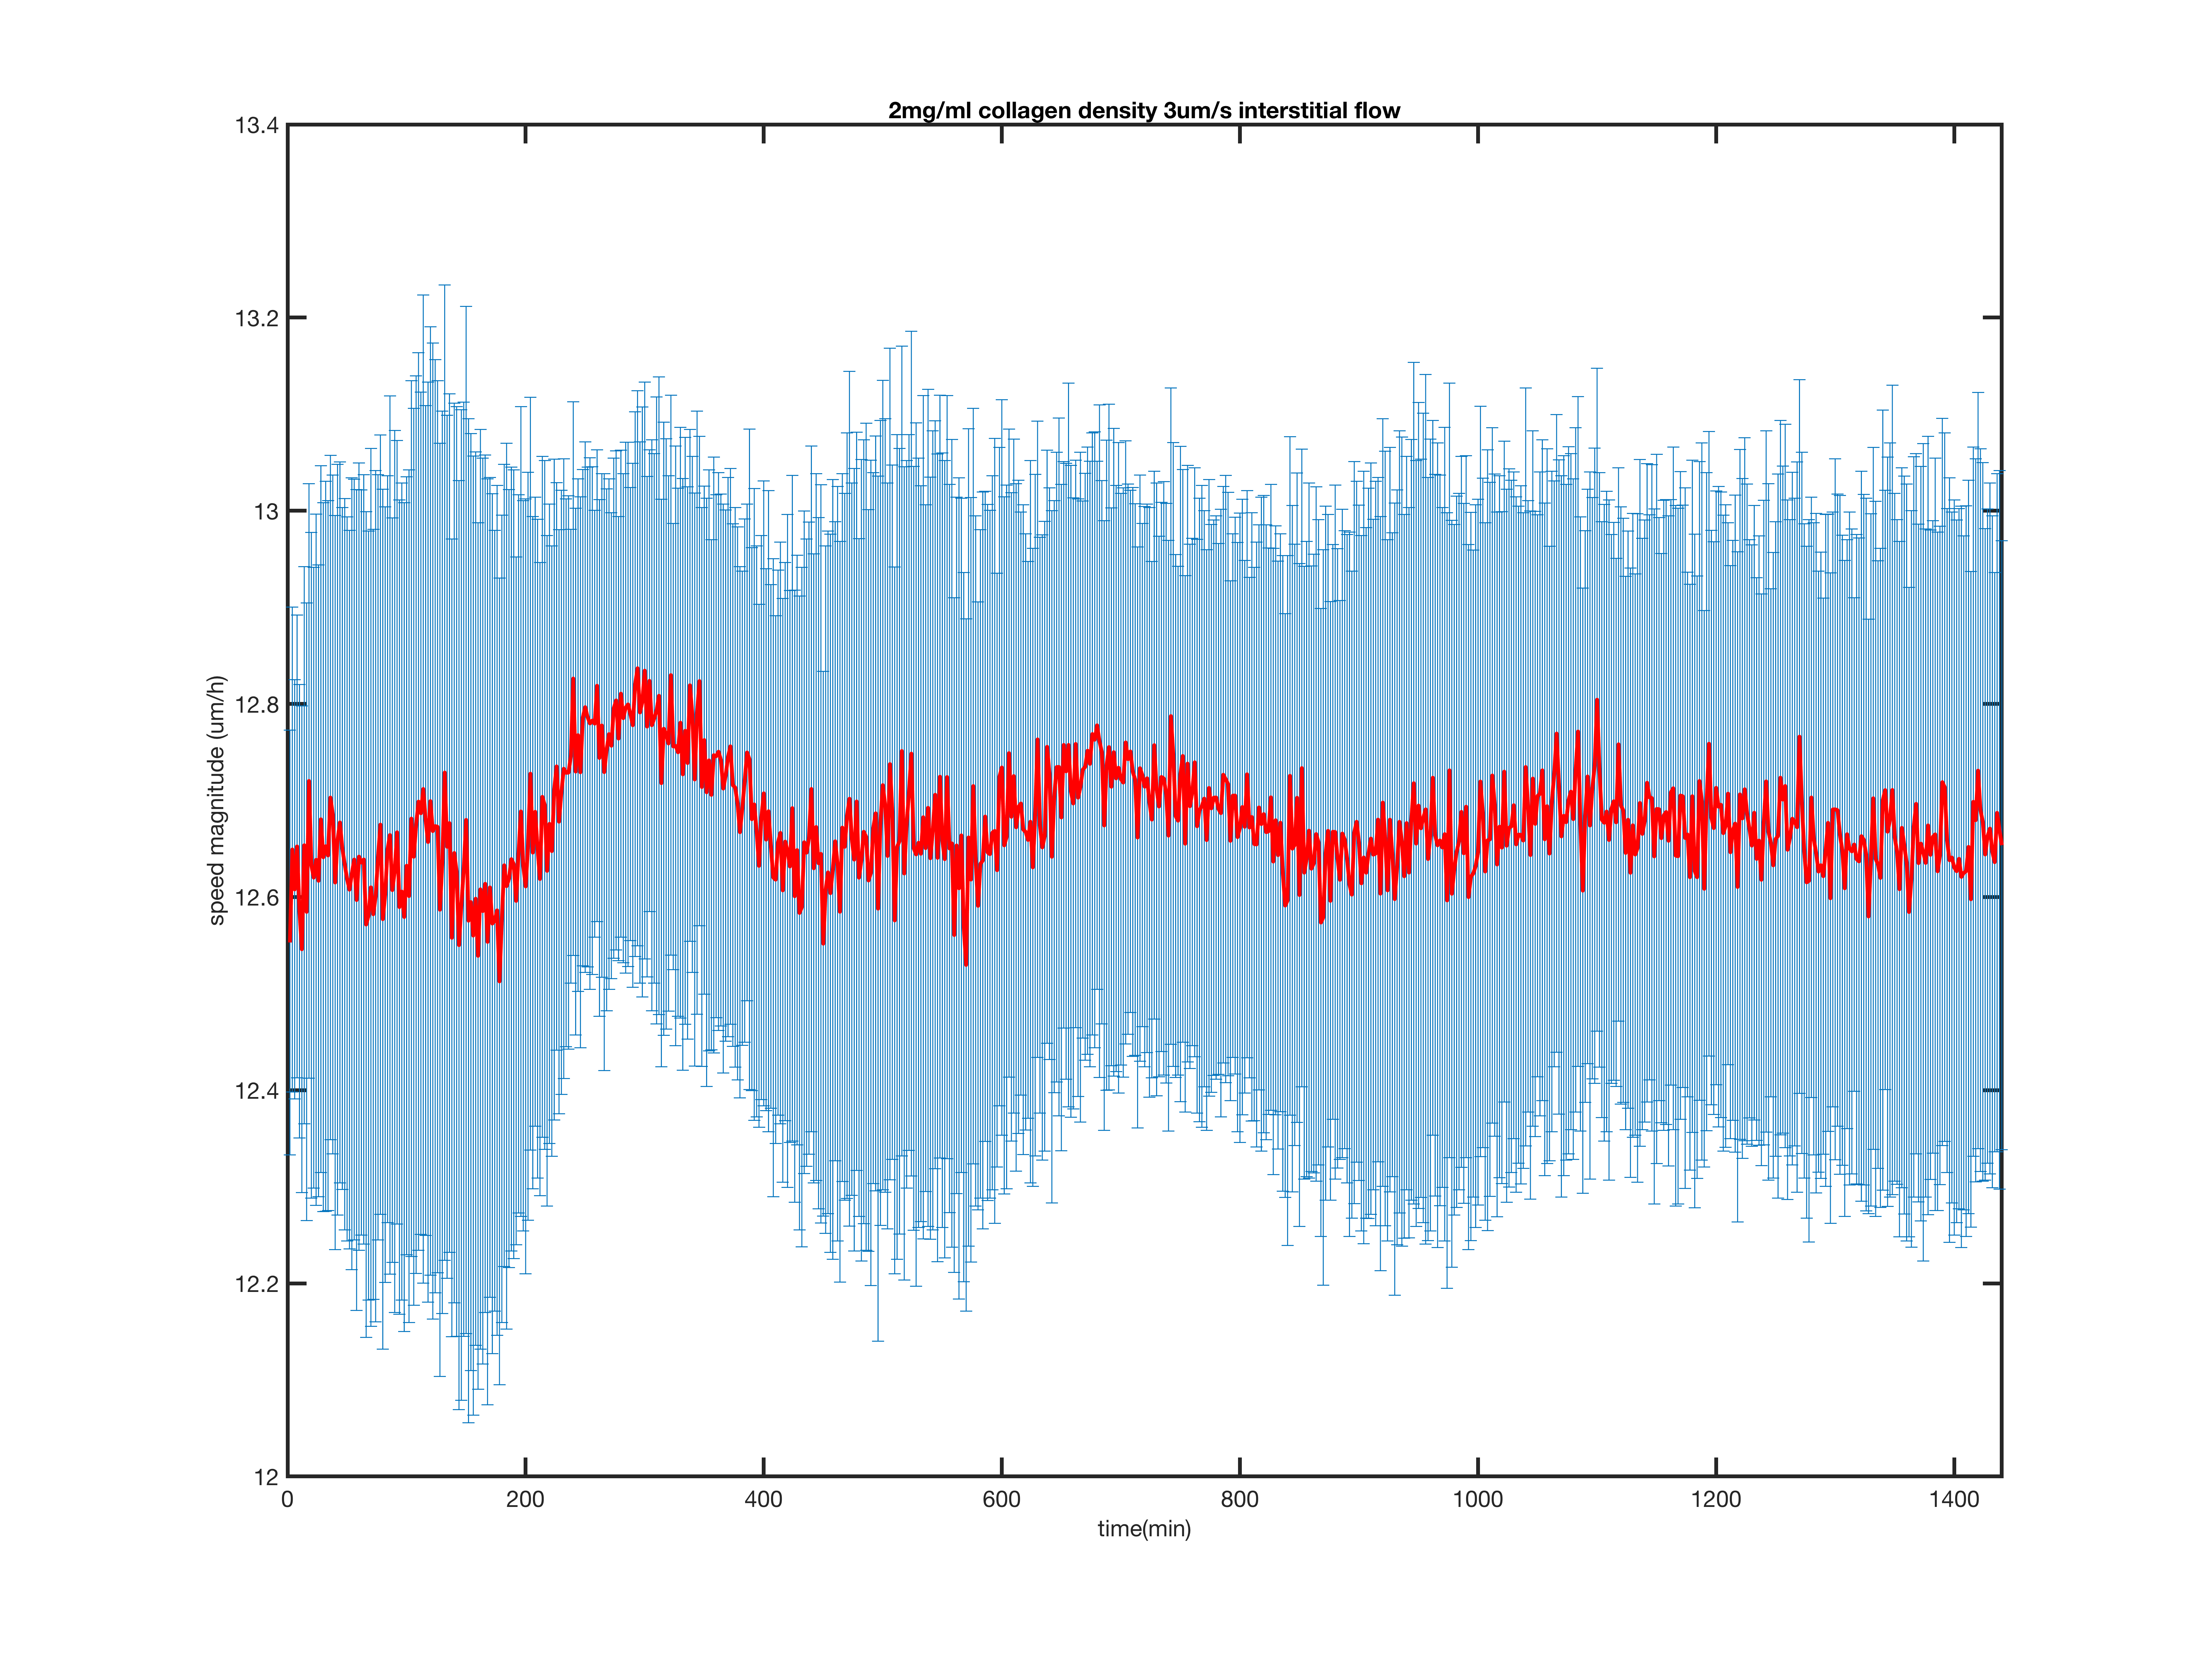 2mg/ml collagen density 3um/s interstitial flow
13.4
13.2
13
12.8
12.6
12.4
12.2
12
speed magnitude (um/h)
0 200 400 600 800 1000 1200 1400
time(min)